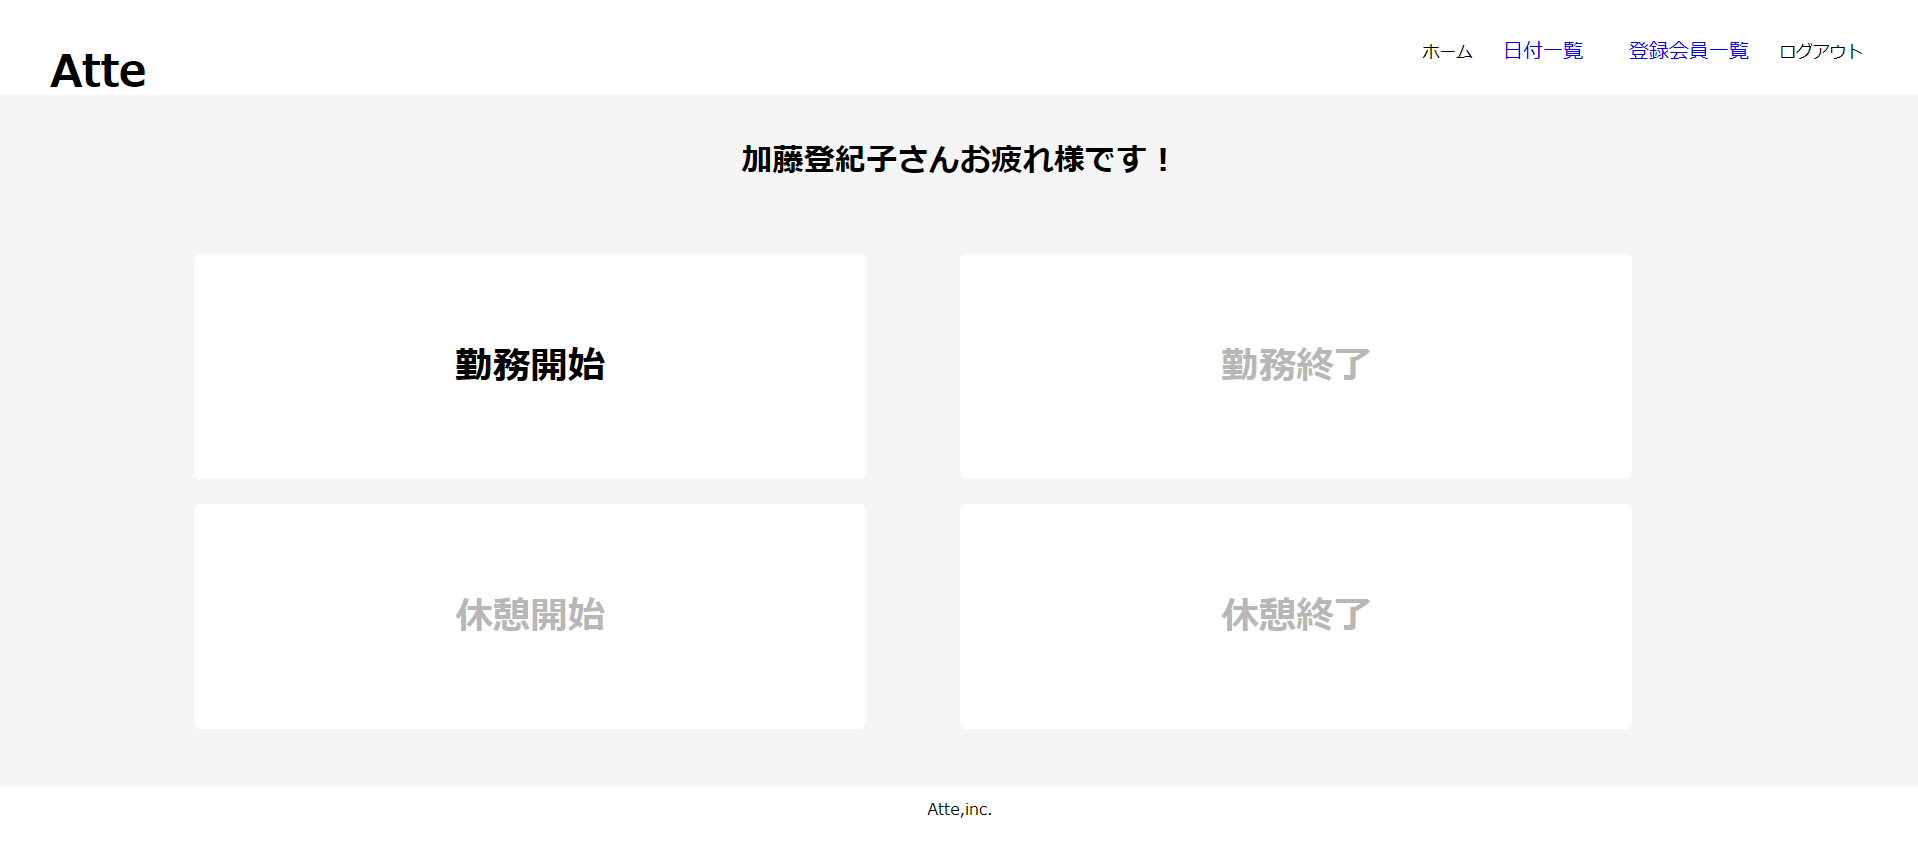 Atte
ホーム 日付一覧 登録会員一覧 ログアウト
加藤登紀子さんお疲れ様です！
勤務開始
勤務終了
休憩開始
休憩終了
Atte,inc.